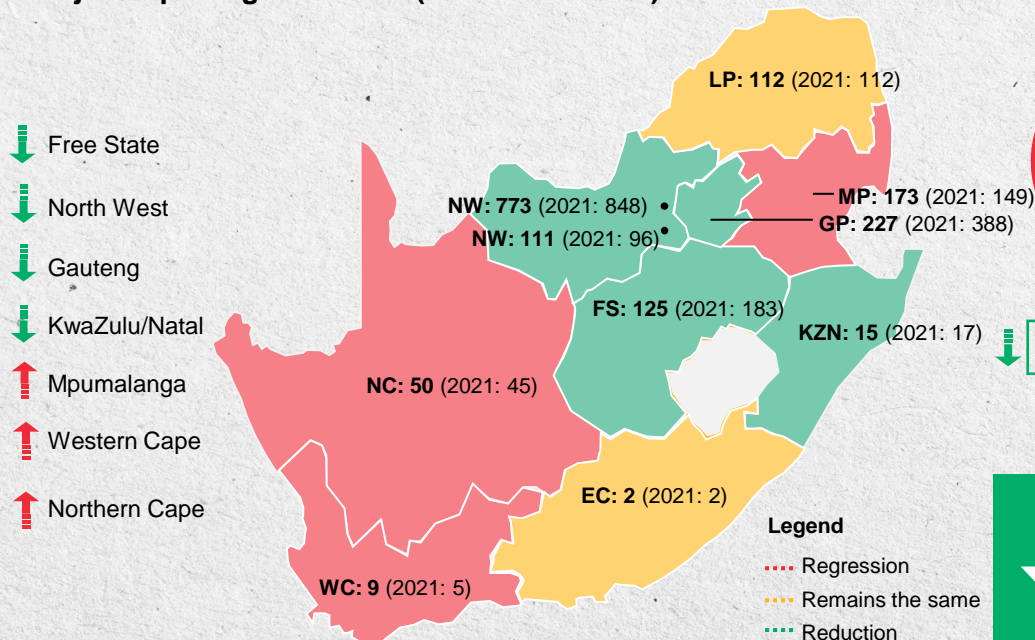 Free State
North West
Gauteng
KwaZulu/Natal
Mpumalanga
Western Cape
Northern Cape
LP: 112 (2021: 112)
MP: 173 (2021: 149)
NW: 773 (2021: 848)
GP: 227 (2021: 388)
NW: 111 (2021: 96)
FS: 125 (2021: 183)
KZN: 15 (2021: 17)
NC: 50 (2021: 45)
EC: 2 (2021: 2)
WC: 9 (2021: 5)
Legend
Regression
Remains the same
Reduction